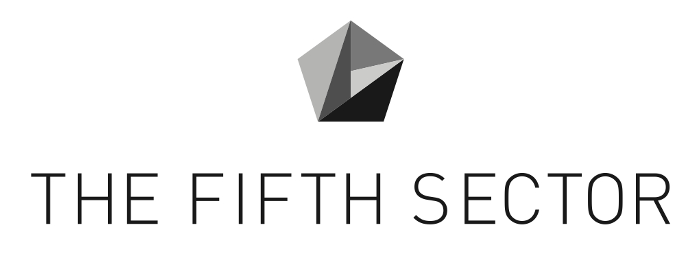 THE FIFTH SECTOR